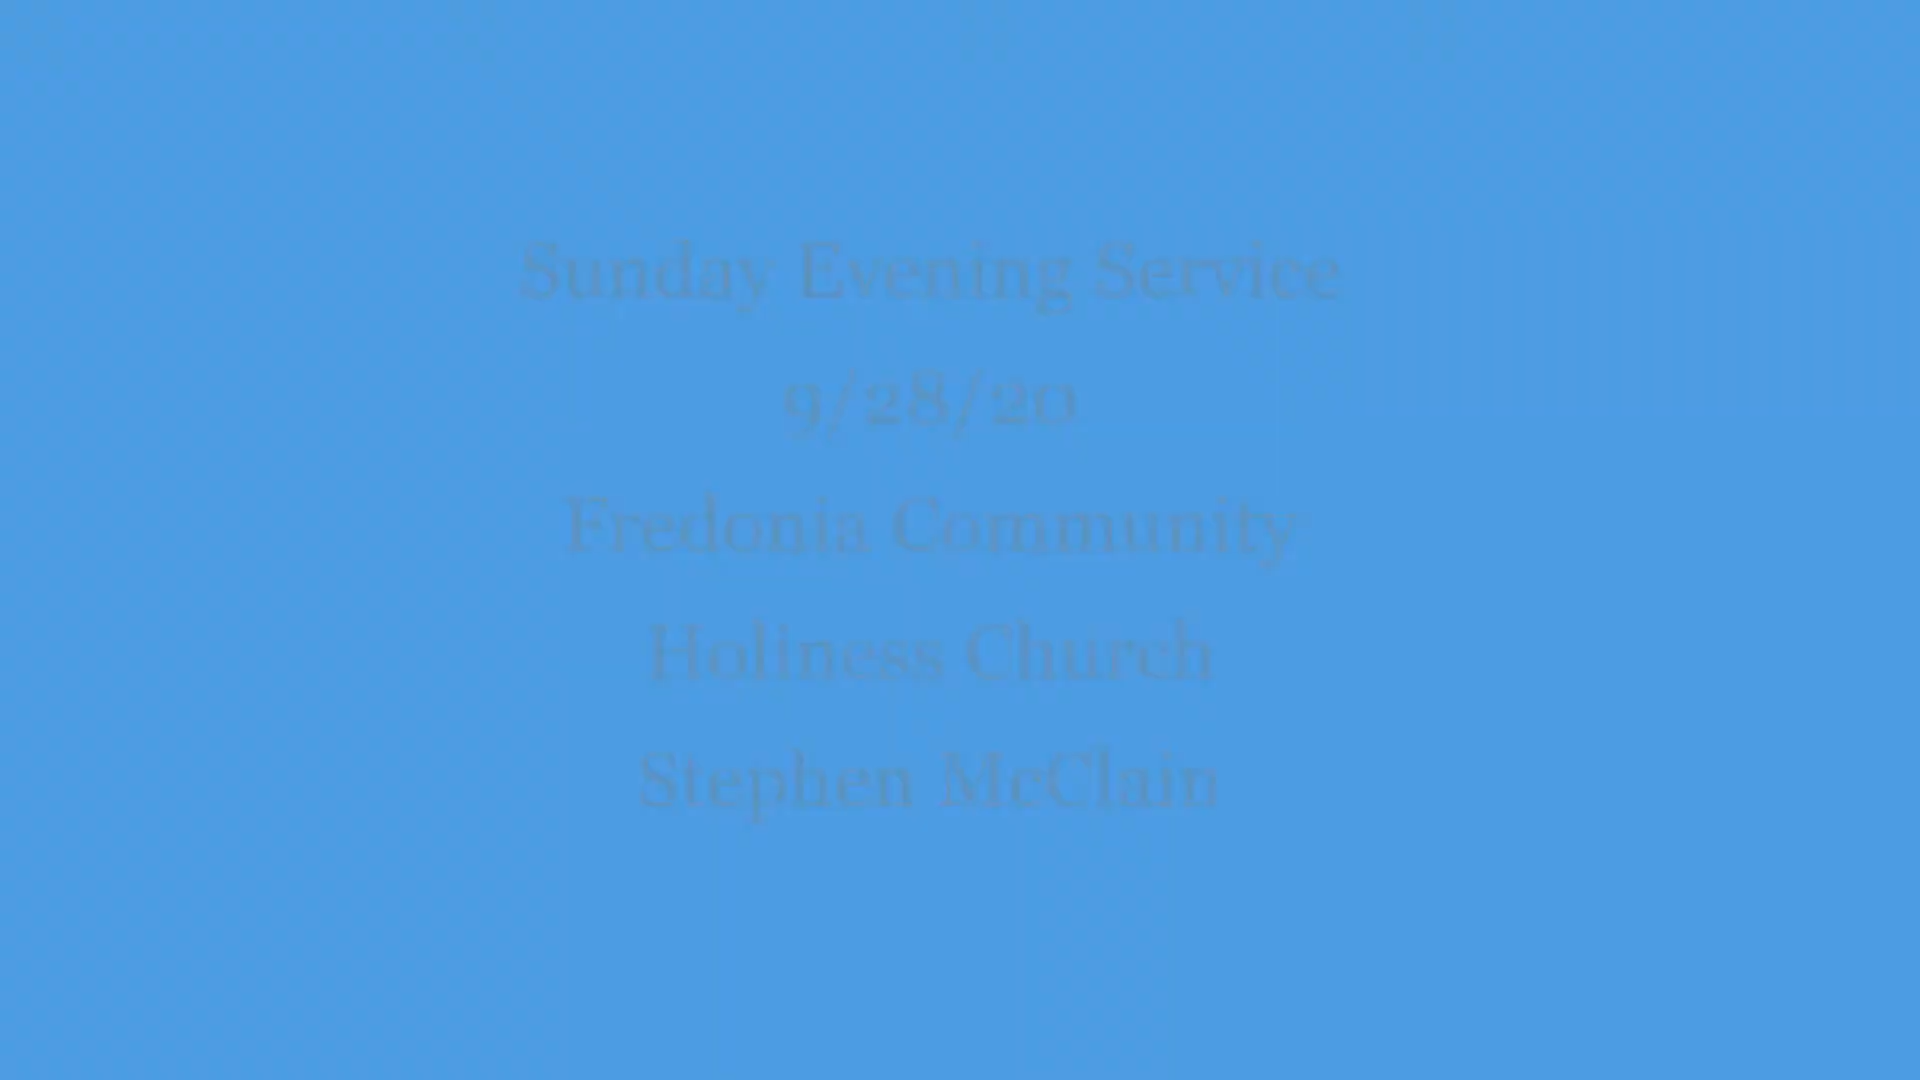 Sunday Evening Service
9/28/20
Fredonia Community
Holiness Church
Stephen McClain